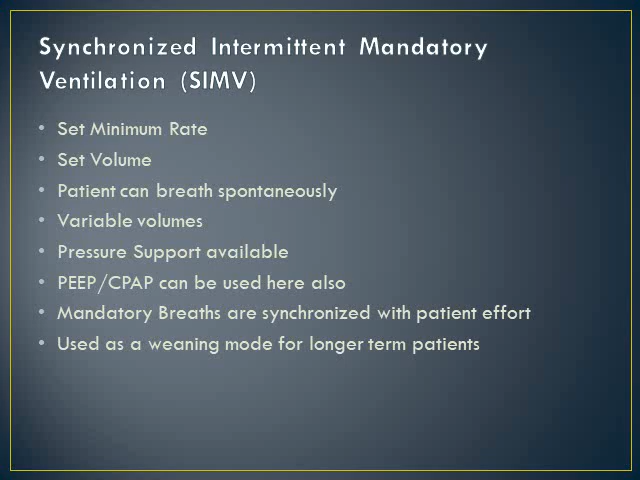 Synchronized Intermittent Mandatory
Ventilation (SIMV)
• Set Minimum Rate
• Set Volume
• Patient can breath spontaneously
• Variable volumes
• Pressure Support available
• PEEP/CPAP can be used here also
• Mandatory Breaths are synchronized with patient effort
• Used as a weaning mode for longer term patients